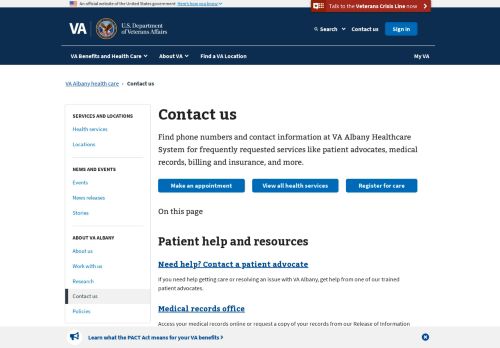 An official website of the United States government Here's how you know
Talk to the Veterans Crisis Line now
VA
U.S. Department
of Veterans Affairs
Search
Contact us
Sign in
VA Benefits and Health Care
About VA
Find a VA Location
My VA
VA Albany health care
Contact us
SERVICES AND LOCATIONS
Health services
Locations
NEWS AND EVENTS
Events
News releases
Stories
ABOUT VA ALBANY
About us
Work with us
Research
Contact us
Policies
Contact us
Find phone numbers and contact information at VA Albany Healthcare
System for frequently requested services like patient advocates, medical
records, billing and insurance, and more.
Make an appointment
View all health services
Register for care
On this page
Patient help and resources
Need help? Contact a patient advocate
If you need help getting care or resolving an issue with VA Albany, get help from one of our trained
patient advocates.
Medical records office
Access your medical records online or request a copy of your records from our Release of Information
Learn what the PACT Act means for your VA benefits